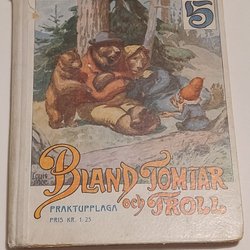 5
BLAND TOMTAR
och TROLL
PRAKTUPPLAGA
PRIS KR. 1:25